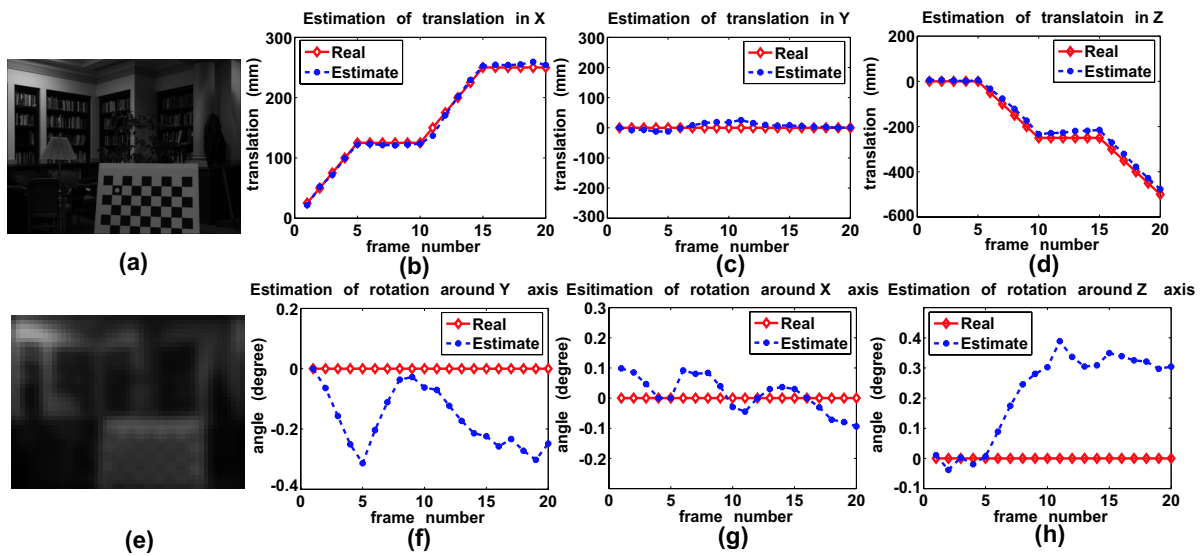 Estimation of translation in X
300
200
100
0
translation (mm)
Real
Estimate
0 5 10 15 20
frame number
(b)
Estimation of translation in Y
300
200
100
0
-100
-200
-300
translation (mm)
Real
Estimate
0 5 10 15 20
frame number
(c)
Estimation of translatoin in Z
200
0
-200
-400
-600
translation (mm)
Real
Estimate
0 5 10 15 20
frame number
(d)
(a)
Estimation of rotation around Y axis
0.2
0
-0.2
-0.4
angle (degree)
Real
Estimate
0 5 10 15 20
frame number
(f)
Esitimation of rotation around X axis
0.3
0.2
0.1
0
-0.1
-0.2
angle (degree)
Real
Estimate
0 5 10 15 20
frame number
(g)
Estimation of rotation around Z axis
0.4
0.3
0.2
0.1
0
-0.1
angle (degree)
Real
Estimate
0 5 10 15 20
frame number
(h)
(e)